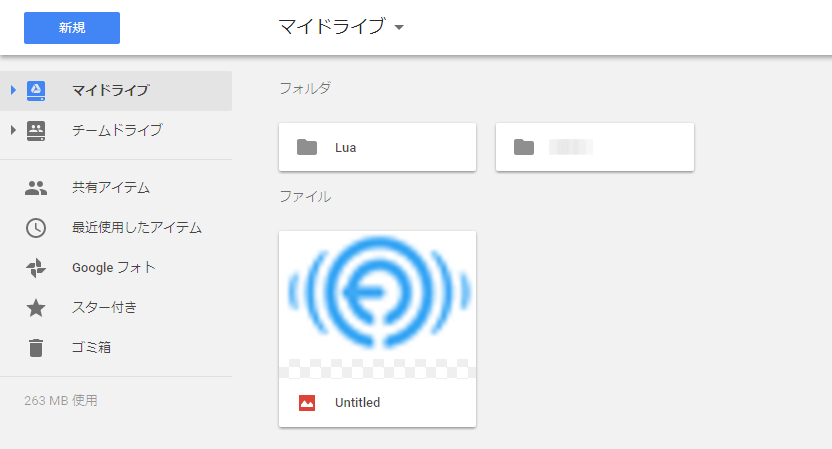 新規
マイドライブ
マイドライブ
チームドライブ
共有アイテム
最近使用したアイテム
Google フォト
スター付き
ゴミ箱
263 MB 使用
フォルダ
Lua
ファイル
Untitled